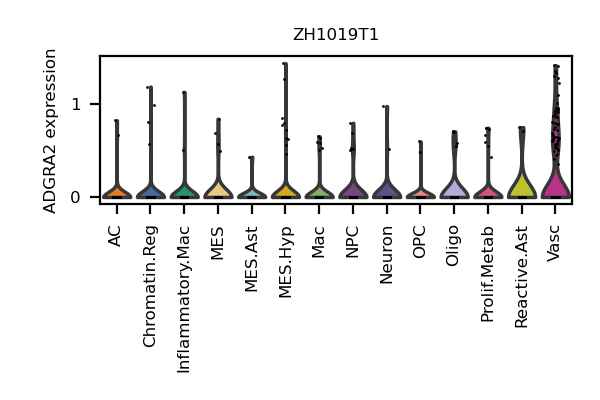 ZH1019T1
ADGRA2 expression
1
0
AC
Chromatin.Reg
Inflammatory.Mac
MES
MES.Ast
MES.Hyp
Mac
NPC
Neuron
OPC
Oligo
Prolif.Metab
Reactive.Ast
Vasc